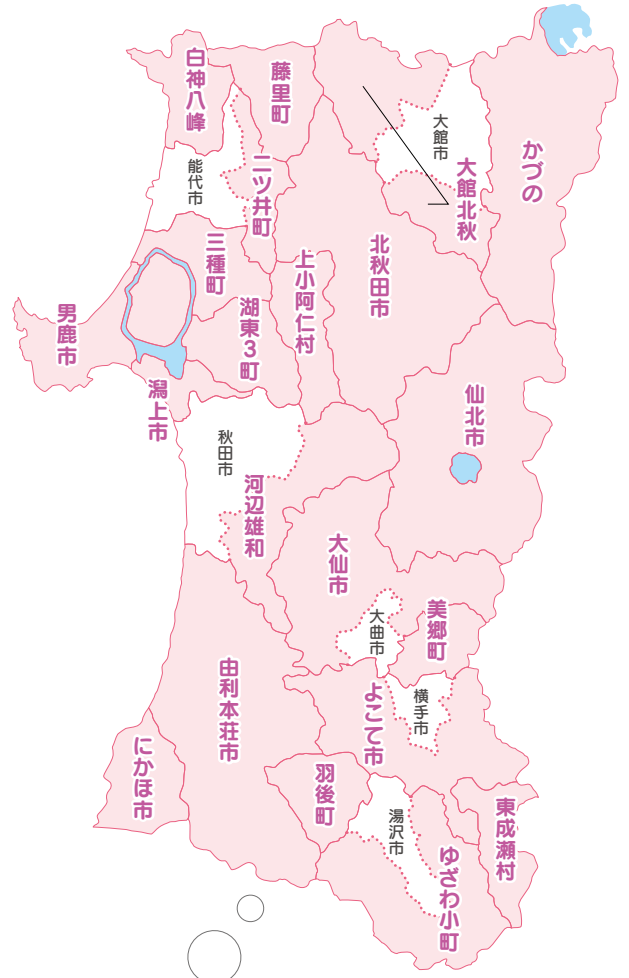 白神八峰
藤里町
能代市
二ツ井町
大館市
大館北秋
かづの
三種町
上小阿仁村
北秋田市
男鹿市
湖東3町
潟上市
仙北市
秋田市
河辺雄和
大仙市
大曲市
美郷町
由利本荘市
よこて市
横手市
にかほ市
羽後町
湯沢市
ゆざわ小町
東成瀬村